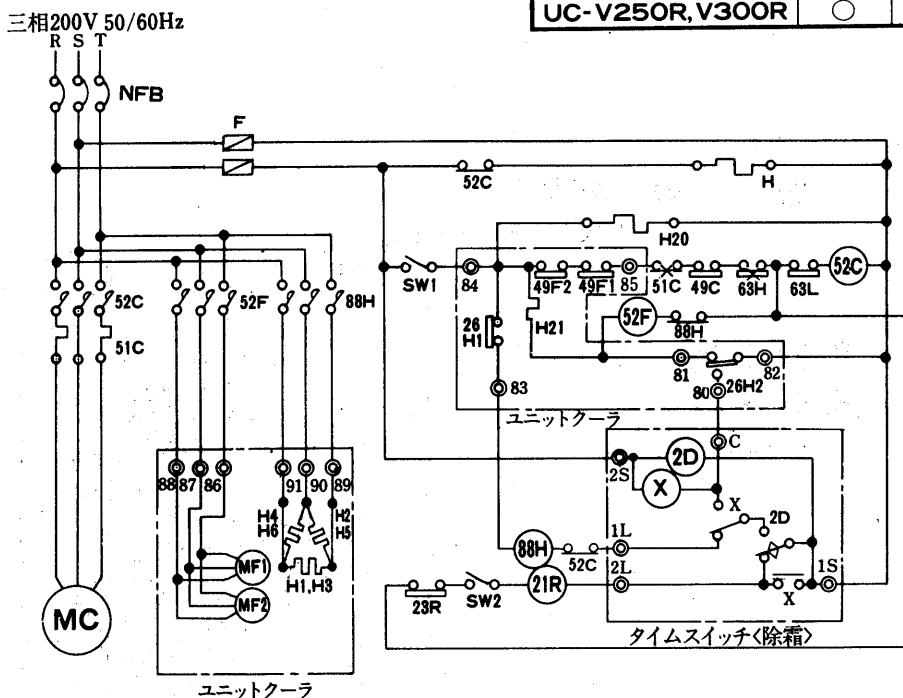 UC-V250R,V300R ○
三相200V 50/60Hz
R S T
NFB
F
52C
H
H20
SW1
84
49F2
49F1
85
51C
49C
63H
63L
52C
52C
52F
88H
51C
26
H1
H21
52F
88H
83
81
82
80
26H2
ユニットクーラ
C
2S
2D
X
88
87
86
91
90
89
H4
H6
H2
H5
H1,H3
X
2D
88H
52C
1L
2L
21R
1S
X
MF1
MF2
23R
SW2
MC
タイムスイッチ〈除霜〉
ユニットクーラ